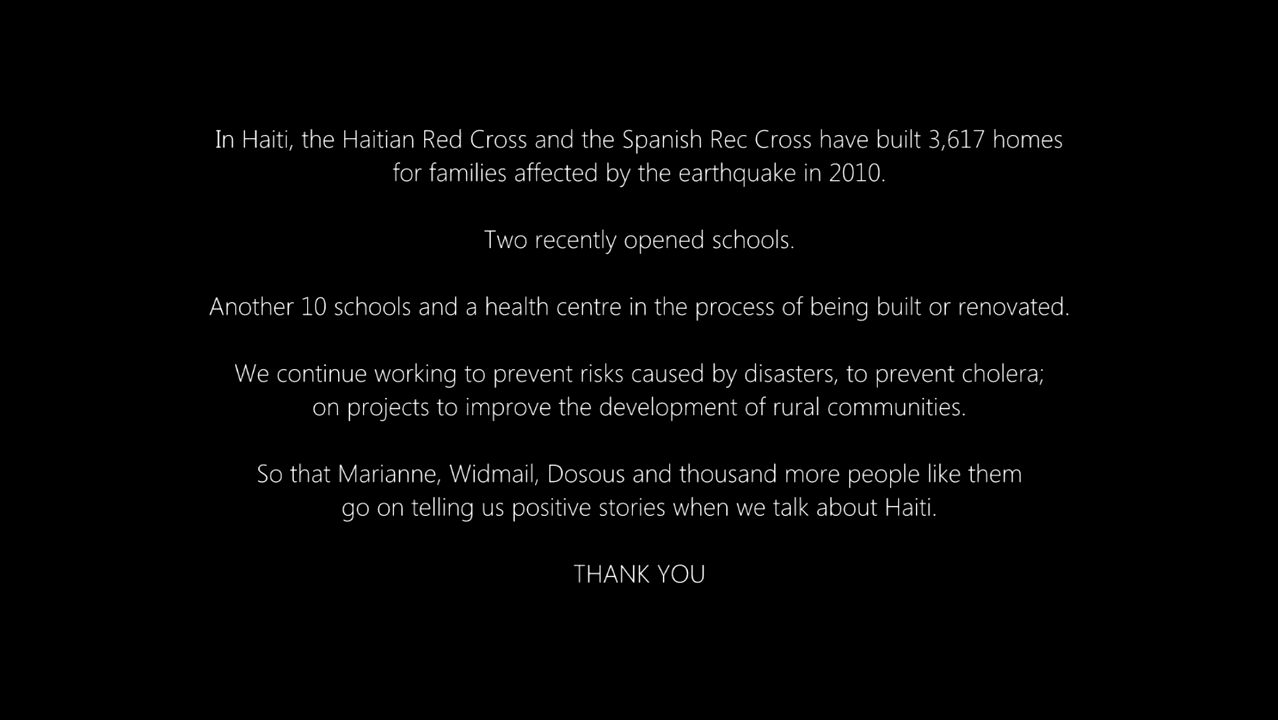 In Haiti, the Haitian Red Cross and the Spanish Rec Cross have built 3,617 homes
for families affected by the earthquake in 2010.
Two recently opened schools.
Another 10 schools and a health centre in the process of being built or renovated.
We continue working to prevent risks caused by disasters, to prevent cholera;
on projects to improve the development of rural communities.
So that Marianne, Widmail, Dosous and thousand more people like them
go on telling us positive stories when we talk about Haiti.
THANK YOU